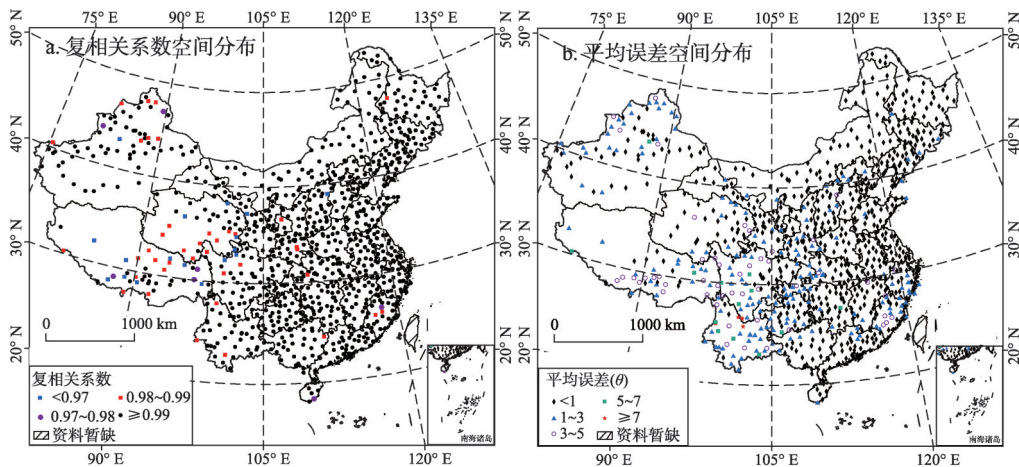 75° E 90° E 105° E 120° E 135° E
a. 复相关系数空间分布
50° N
40° N
30° N
20° N
0 1000 km
复相关系数
<0.97 0.98~0.99
0.97~0.98 ≥0.99
资料暂缺
南海诸岛
90° E 105° E 120° E
75° E 90° E 105° E 120° E 135° E
b. 平均误差空间分布
50° N
40° N
30° N
20° N
50° N
40° N
30° N
20° N
0 1000 km
平均误差(θ)
<1 5~7
1~3 ≥7
3~5 资料暂缺
南海诸岛
90° E 105° E 120° E